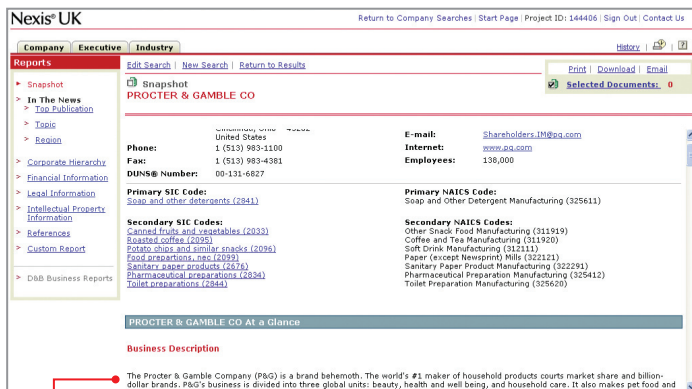 Nexis® UK
Return to Company Searches | Start Page | Project ID: 144406 | Sign Out | Contact Us
Company Executive Industry
History | ?
Reports
Edit Search | New Search | Return to Results
Print | Download | Email
Selected Documents: 0
Snapshot
PROCTER & GAMBLE CO
Snapshot
In The News
Top Publication
Topic
Region
Corporate Hierarchy
Financial Information
Legal Information
Intellectual Property
Information
References
Custom Report
D&B Business Reports
United States
Phone: 1 (513) 983-1100
Fax: 1 (513) 983-4381
DUNS® Number: 00-131-6827
E-mail: Shareholders.IM@pg.com
Internet: www.pg.com
Employees: 138,000
Primary SIC Code:
Soap and other detergents (2841)
Primary NAICS Code:
Soap and Other Detergent Manufacturing (325611)
Secondary SIC Codes:
Canned fruits and vegetables (2033)
Roasted coffee (2095)
Potato chips and similar snacks (2096)
Food preparations, nec (2099)
Sanitary paper products (2676)
Pharmaceutical preparations (2834)
Toilet preparations (2844)
Secondary NAICS Codes:
Other Snack Food Manufacturing (311919)
Coffee and Tea Manufacturing (311920)
Soft Drink Manufacturing (312111)
Paper (except Newsprint) Mills (322121)
Sanitary Paper Product Manufacturing (322291)
Pharmaceutical Preparation Manufacturing (325412)
Toilet Preparation Manufacturing (325620)
PROCTER & GAMBLE CO At a Glance
Business Description
The Procter & Gamble Company (P&G) is a brand behemoth. The world's #1 maker of household products courts market share and billion-
dollar brands. P&G's business is divided into three global units: beauty, health and well being, and household care. It also makes pet food and